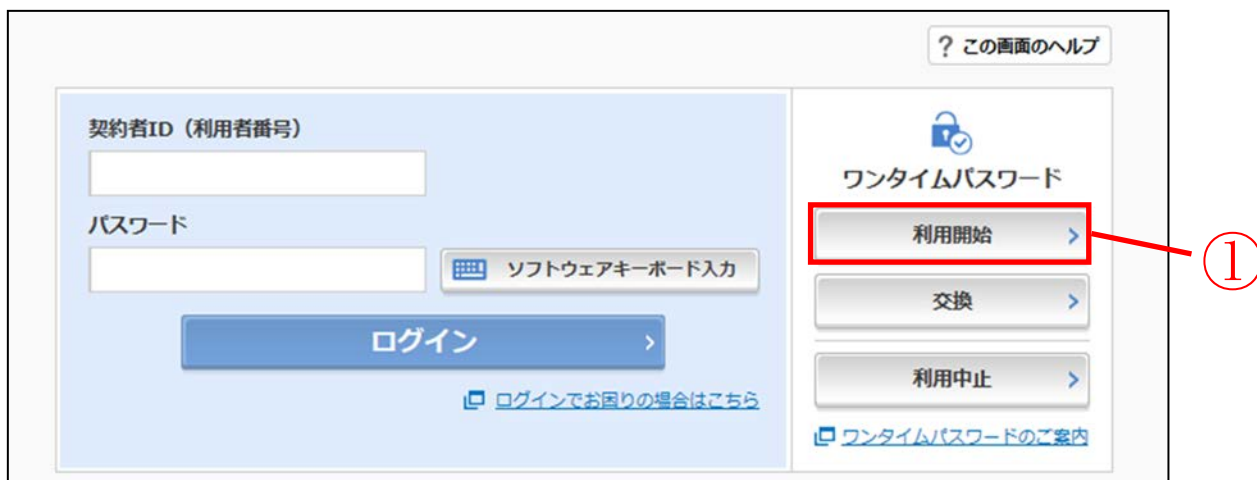 ? この画面のヘルプ
契約者ID（利用者番号）
パスワード
ソフトウェアキーボード入力
ログイン
ログインでお困りの場合はこちら
ワンタイムパスワード
利用開始
①
交換
利用中止
ワンタイムパスワードのご案内